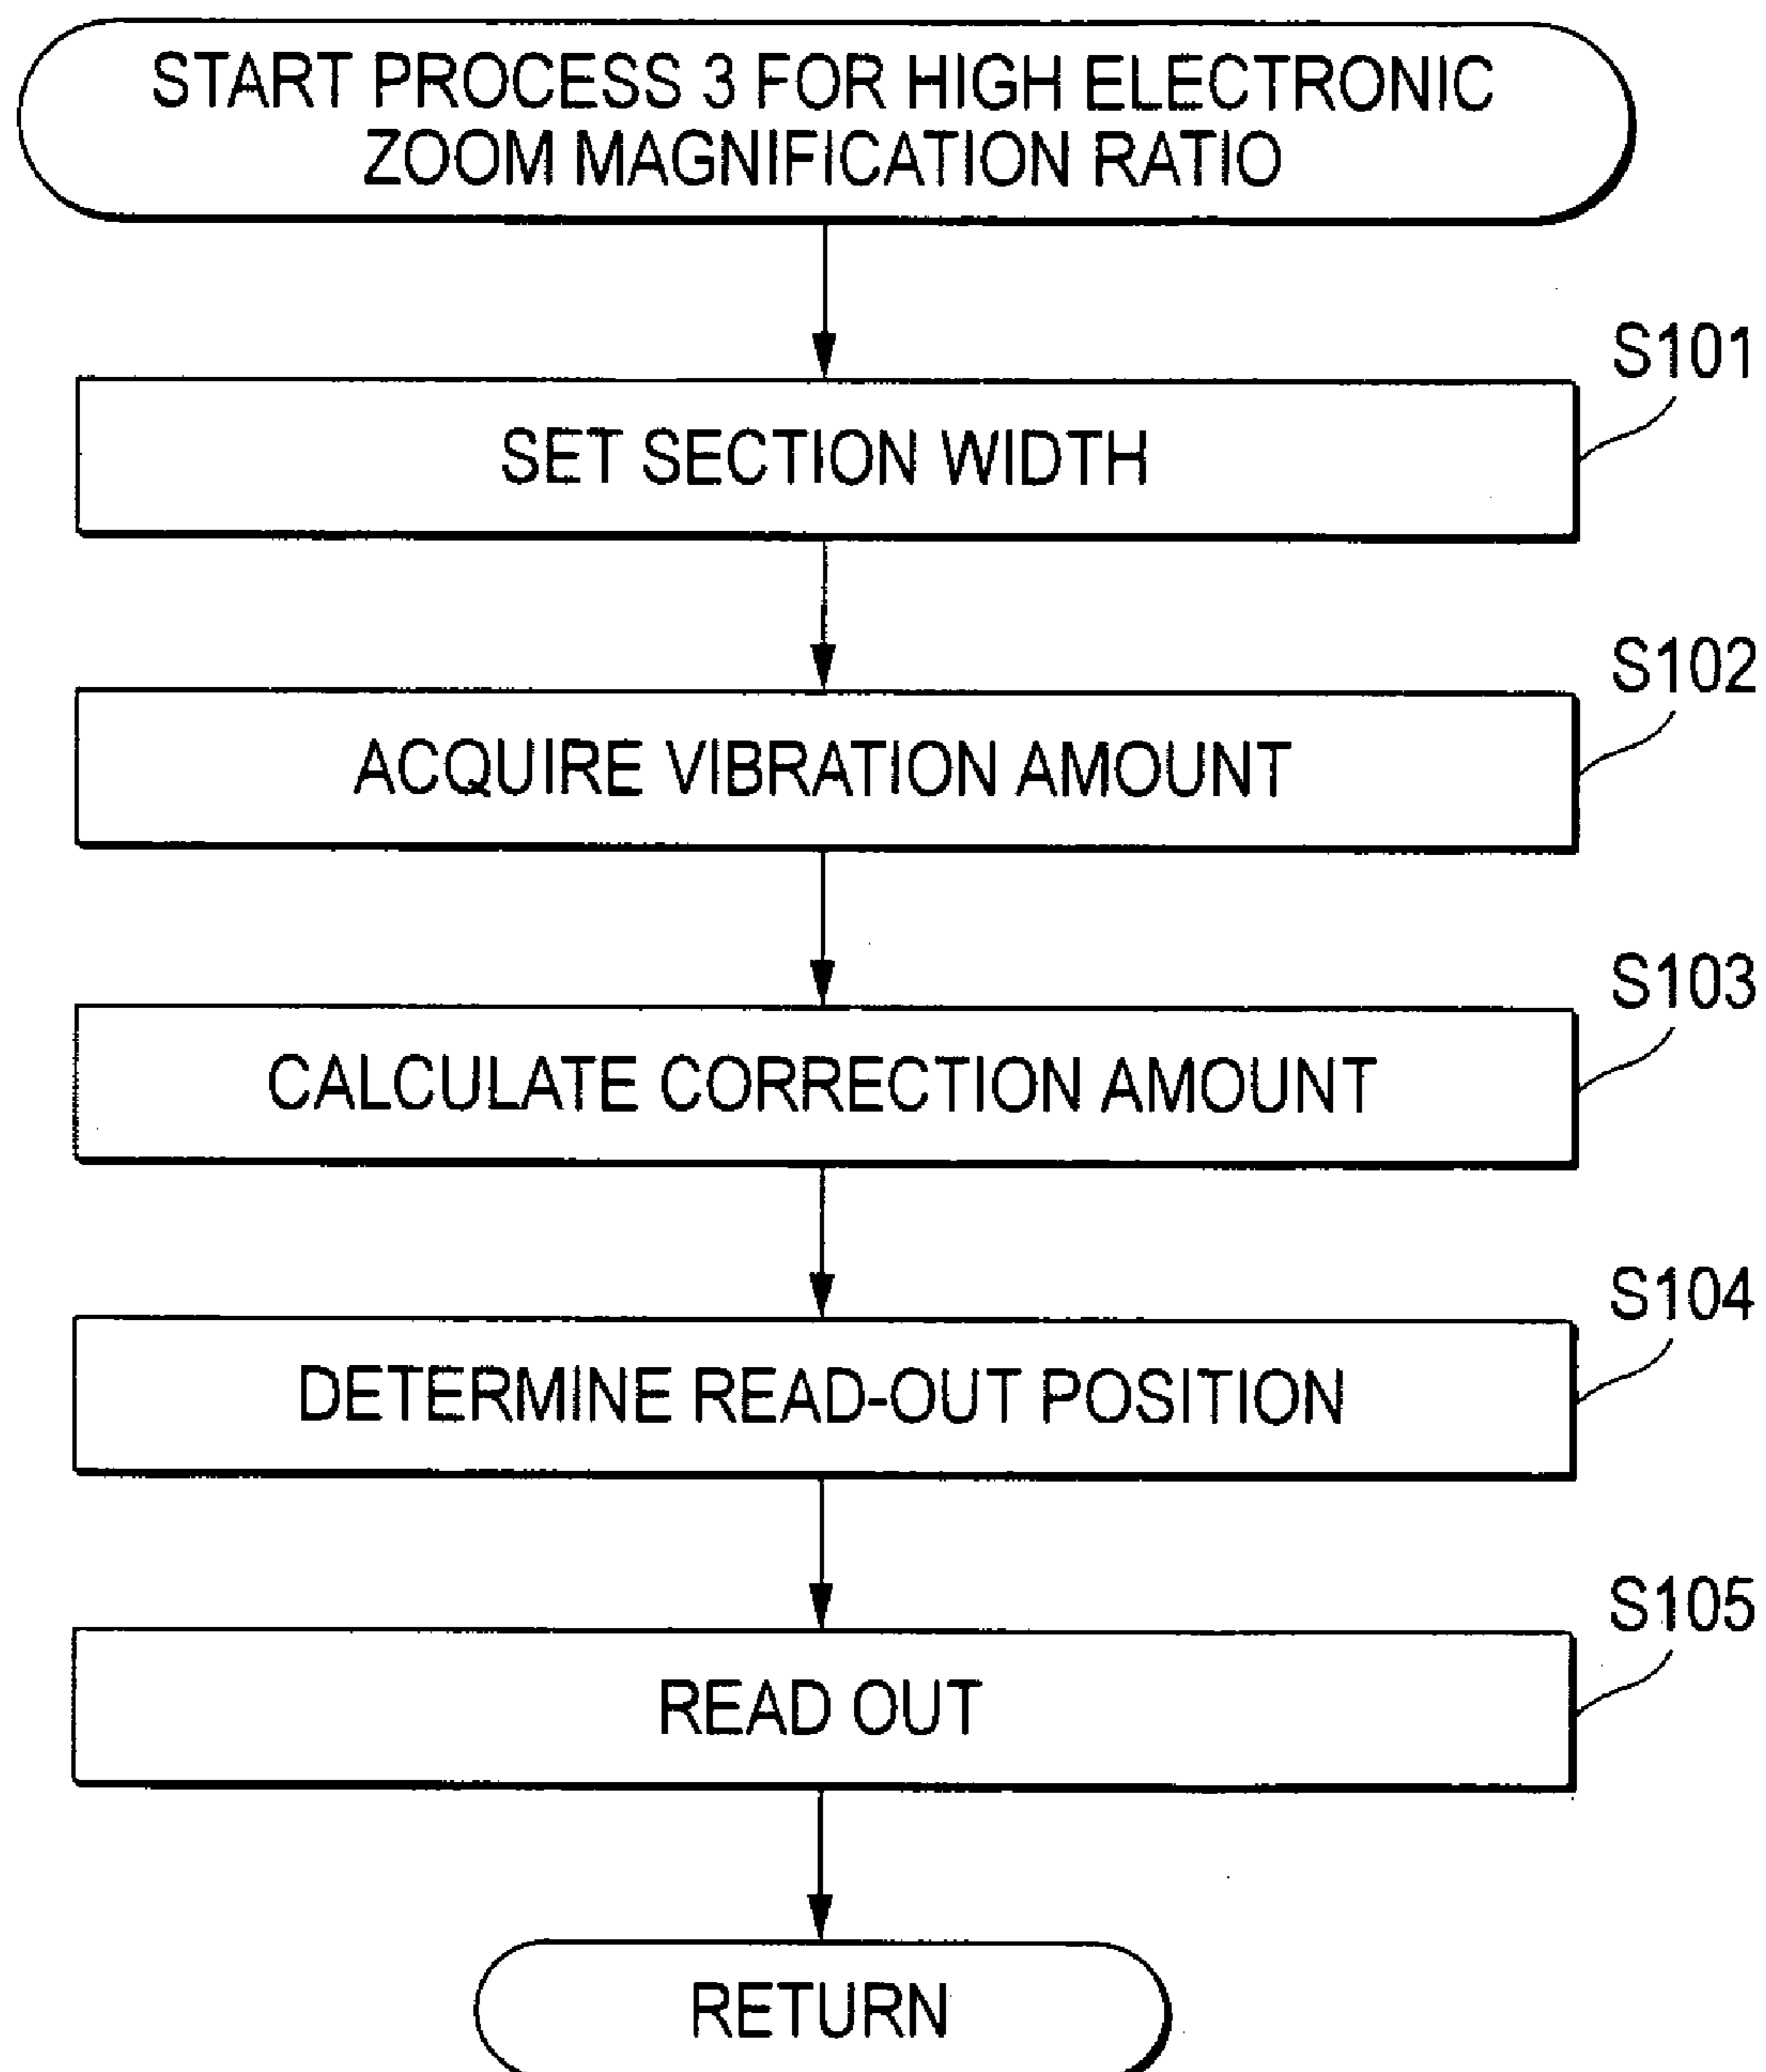 START PROCESS 3 FOR HIGH ELECTRONIC
ZOOM MAGNIFICATION RATIO
S101
SET SECTION WIDTH
S102
ACQUIRE VIBRATION AMOUNT
S103
CALCULATE CORRECTION AMOUNT
S104
DETERMINE READ-OUT POSITION
S105
READ OUT
RETURN